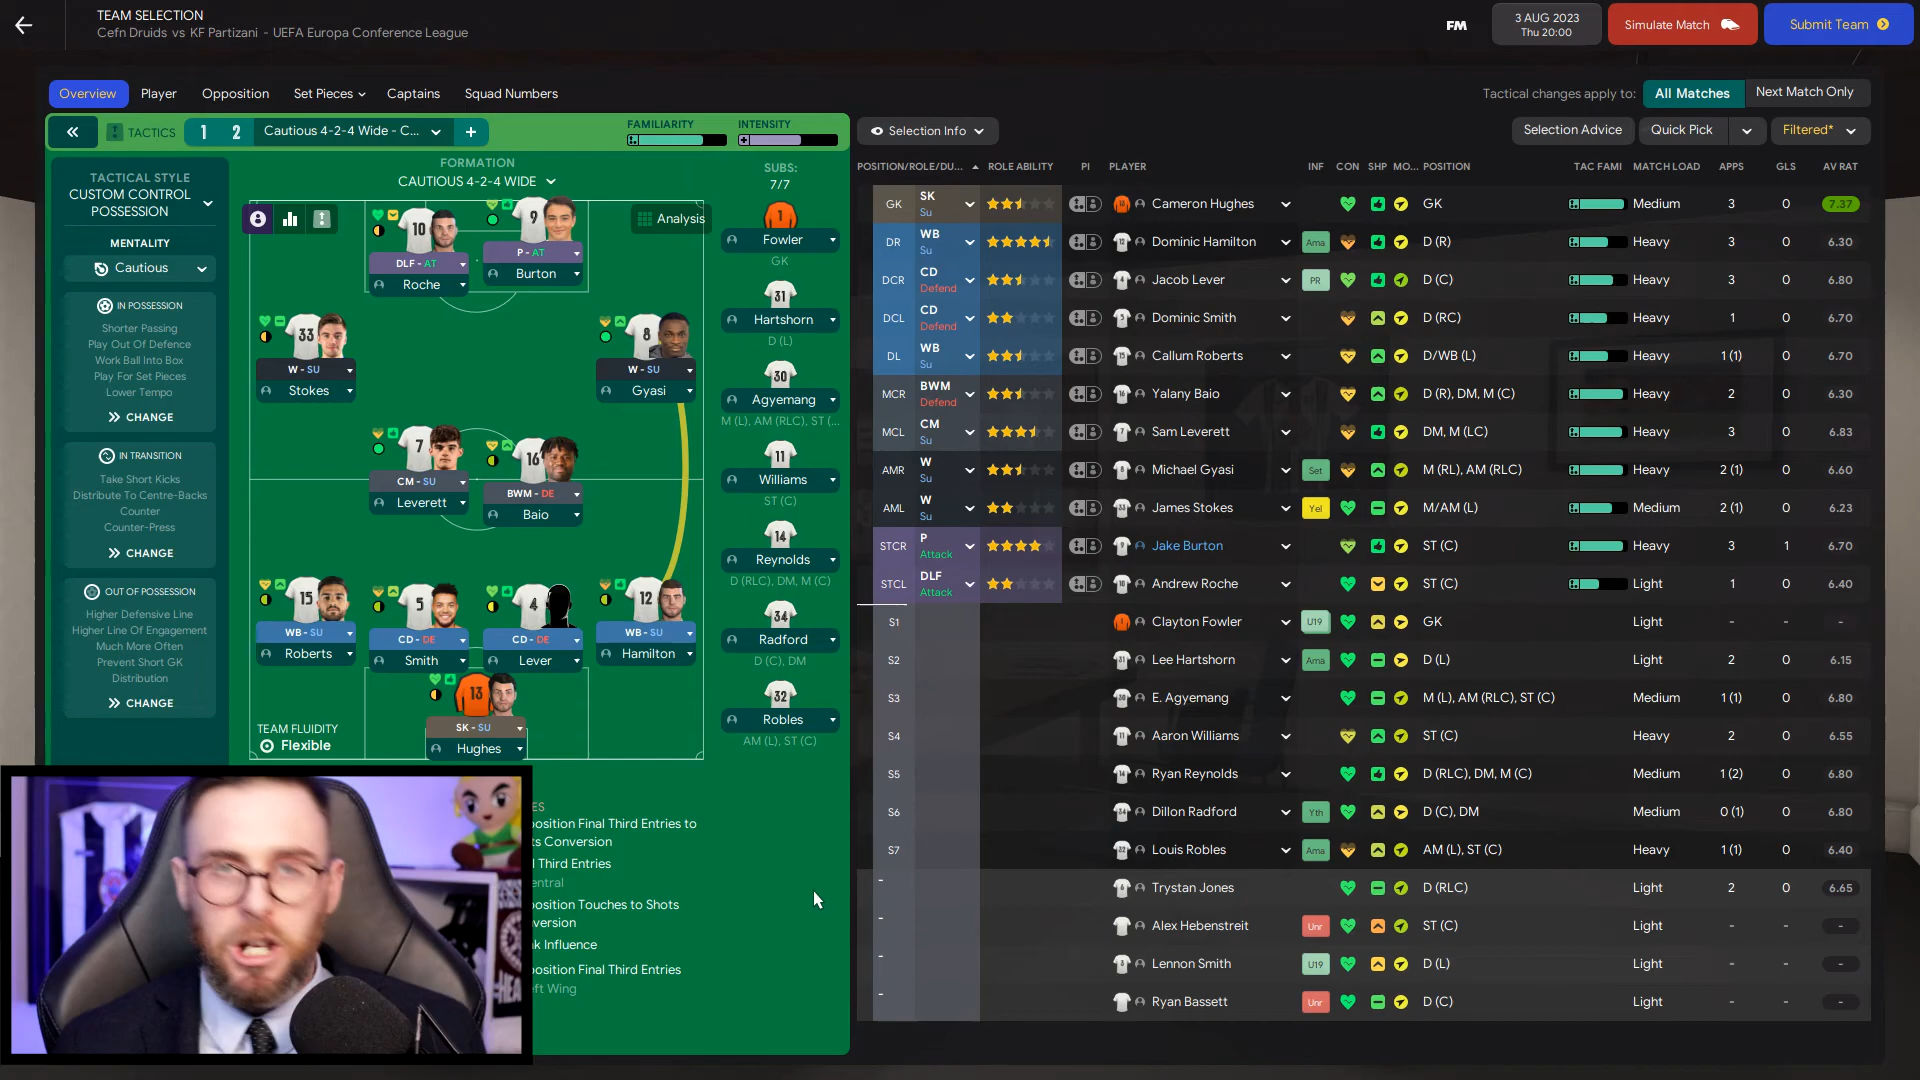 TEAM SELECTION
Cefn Druids vs KF Partizani - UEFA Europa Conference League
FM
3 AUG 2023
Thu 20:00
Simulate Match
Submit Team
Overview
Player
Opposition
Set Pieces
Captains
Squad Numbers
Tactical changes apply to:
All Matches
Next Match Only
TACTICS
1 2
Cautious 4-2-4 Wide - C...
FAMILIARITY
INTENSITY
Selection Info
Selection Advice
Quick Pick
Filtered*
TACTICAL STYLE
CUSTOM CONTROL
POSSESSION
MENTALITY
Cautious
IN POSSESSION
Shorter Passing
Play Out Of Defence
Work Ball Into Box
Play For Set Pieces
Lower Tempo
CHANGE
IN TRANSITION
Take Short Kicks
Distribute To Centre-Backs
Counter
Counter-Press
CHANGE
OUT OF POSSESSION
Higher Defensive Line
Higher Line Of Engagement
Much More Often
Prevent Short GK
Distribution
CHANGE
FORMATION
CAUTIOUS 4-2-4 WIDE
Analysis
10
DLF - AT
Roche
9
P - AT
Burton
33
W - SU
Stokes
8
W - SU
Gyasi
7
CM - SU
Leverett
16
BWM - DE
Baio
15
WB - SU
Roberts
5
CD - DE
Smith
4
CD - DE
Lever
12
WB - SU
Hamilton
13
SK - SU
Hughes
TEAM FLUIDITY
Flexible
SUBS:
7/7
1
Fowler
GK
31
Hartshorn
D (L)
30
Agyemang
M (L), AM (RLC), ST (...
11
Williams
ST (C)
14
Reynolds
D (RLC), DM, M (C)
34
Radford
D (C), DM
32
Robles
AM (L), ST (C)
ES
position Final Third Entries to
ts Conversion
l Third Entries
entral
position Touches to Shots
version
k Influence
position Final Third Entries
eft Wing
POSITION/ROLE/DU... ROLE ABILITY PI PLAYER INF CON SHP MO... POSITION TAC FAMI MATCH LOAD APPS GLS AV RAT
GK SK Su Cameron Hughes GK Medium 3 0 7.37
DR WB Su Dominic Hamilton Ama D (R) Heavy 3 0 6.30
DCR CD Defend Jacob Lever PR D (C) Heavy 3 0 6.80
DCL CD Defend Dominic Smith D (RC) Heavy 1 0 6.70
DL WB Su Callum Roberts D/WB (L) Heavy 1 (1) 0 6.70
MCR BWM Defend Yalany Baio D (R), DM, M (C) Heavy 2 0 6.30
MCL CM Su Sam Leverett DM, M (LC) Heavy 3 0 6.83
AMR W Su Michael Gyasi Set M (RL), AM (RLC) Heavy 2 (1) 0 6.60
AML W Su James Stokes Yel M/AM (L) Medium 2 (1) 0 6.23
STCR P Attack Jake Burton ST (C) Heavy 3 1 6.70
STCL DLF Attack Andrew Roche ST (C) Light 1 0 6.40
S1 Clayton Fowler U19 GK Light - 0 -
S2 Lee Hartshorn Ama D (L) Light 2 0 6.15
S3 E. Agyemang M (L), AM (RLC), ST (C) Medium 1 (1) 0 6.80
S4 Aaron Williams ST (C) Heavy 2 0 6.55
S5 Ryan Reynolds D (RLC), DM, M (C) Medium 1 (2) 0 6.80
S6 Dillon Radford Yth D (C), DM Medium 0 (1) 0 6.80
S7 Louis Robles Ama AM (L), ST (C) Heavy 1 (1) 0 6.40
- Trystan Jones D (RLC) Light 2 0 6.65
- Alex Hebenstreit Unr ST (C) Light - - -
- Lennon Smith U19 D (L) Light - - -
- Ryan Bassett Unr D (C) Light - - -